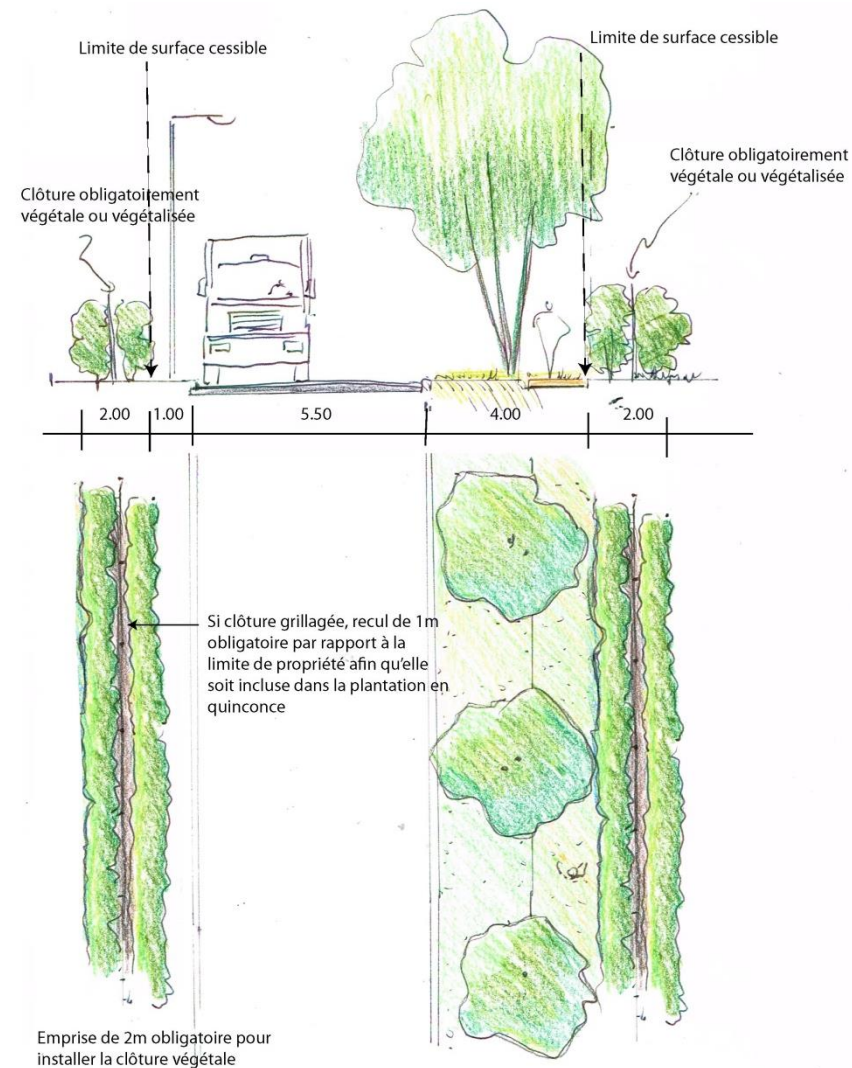 Limite de surface cessible
Limite de surface cessible
Clôture obligatoirement
végétale ou végétalisée
Clôture obligatoirement
végétale ou végétalisée
2.00 1.00 5.50 4.00 2.00
Si clôture grillagée, recul de 1m
obligatoire par rapport à la
limite de propriété afin qu'elle
soit incluse dans la plantation en
quinconce
Emprise de 2m obligatoire pour
installer la clôture végétale